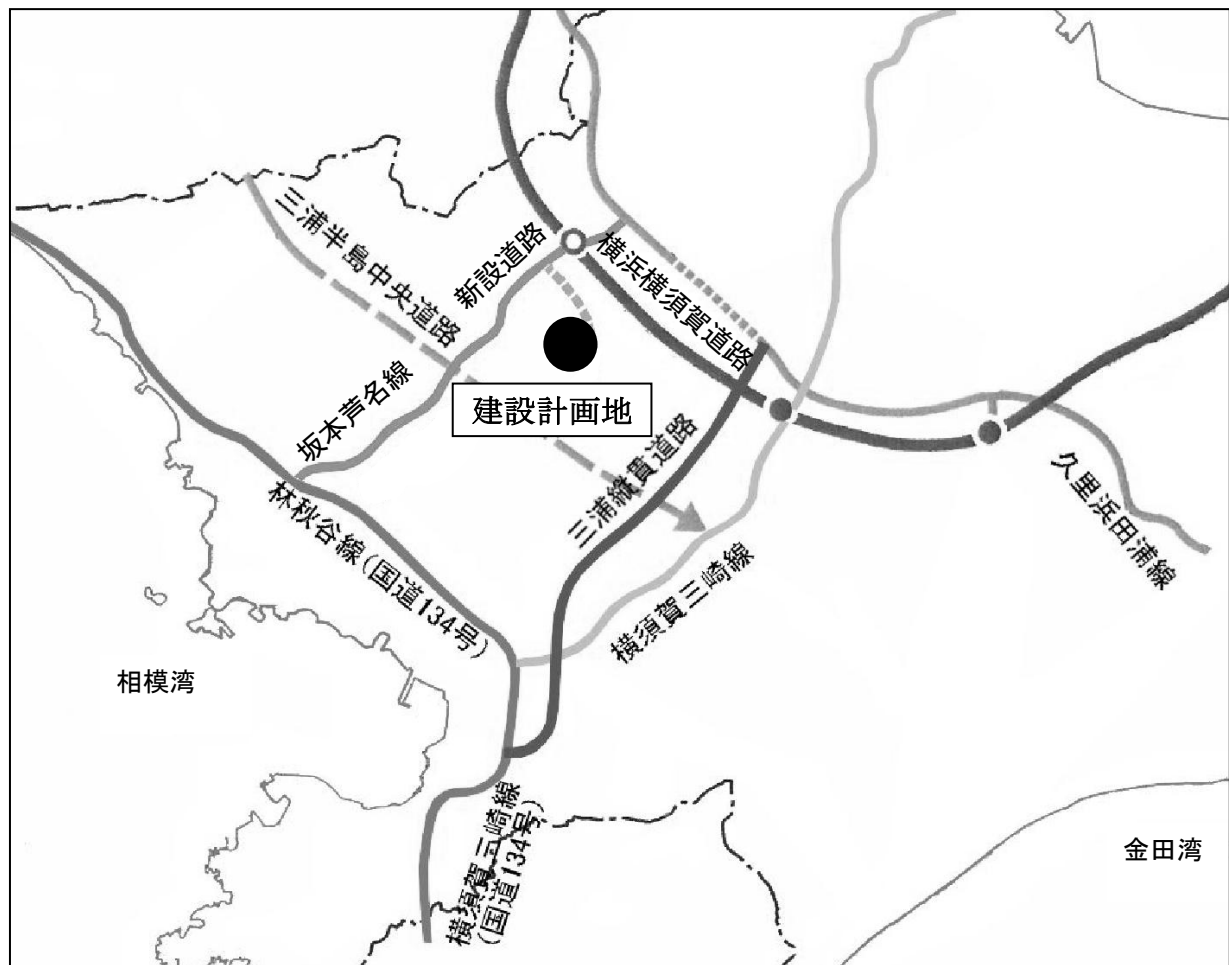 三浦半島中央道路
新設道路
横浜横須賀道路
坂本芦名線
建設計画地
三浦縦貫道路
林秋谷線(国道134号)
久里浜田浦線
横須賀三崎線
相模湾
横須賀三崎線
(国道134号)
金田湾